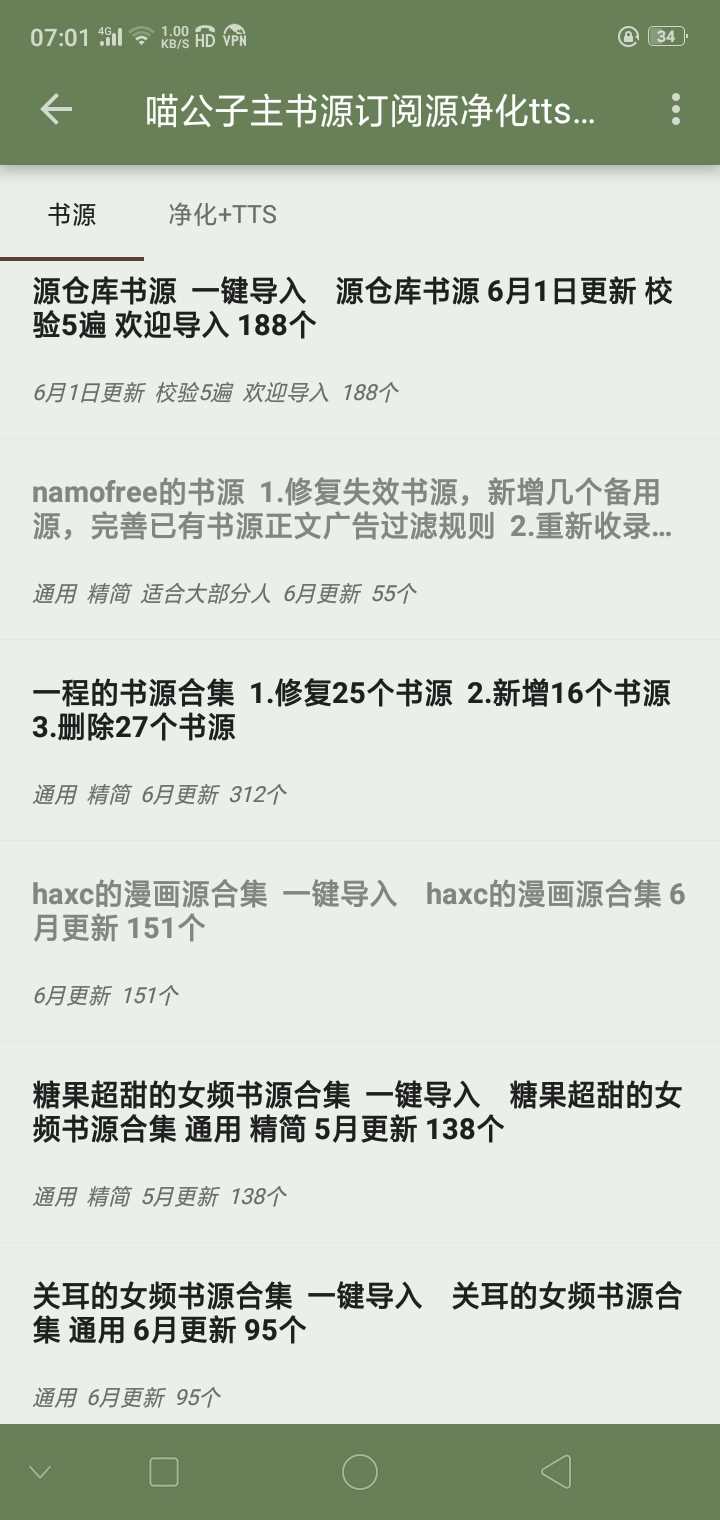 07:01 4G 1.00 KB/S HD VPN 34
喵公子主书源订阅源净化tts...
书源 净化+TTS
源仓库书源 一键导入 源仓库书源 6月1日更新 校
验5遍 欢迎导入 188个
6月1日更新 校验5遍 欢迎导入 188个
namofree的书源 1.修复失效书源，新增几个备用
源，完善已有书源正文广告过滤规则 2.重新收录...
通用 精简 适合大部分人 6月更新 55个
一程的书源合集 1.修复25个书源 2.新增16个书源
3.删除27个书源
通用 精简 6月更新 312个
haxc的漫画源合集 一键导入 haxc的漫画源合集 6
月更新 151个
6月更新 151个
糖果超甜的女频书源合集 一键导入 糖果超甜的女
频书源合集 通用 精简 5月更新 138个
通用 精简 5月更新 138个
关耳的女频书源合集 一键导入 关耳的女频书源合
集 通用 6月更新 95个
通用 6月更新 95个